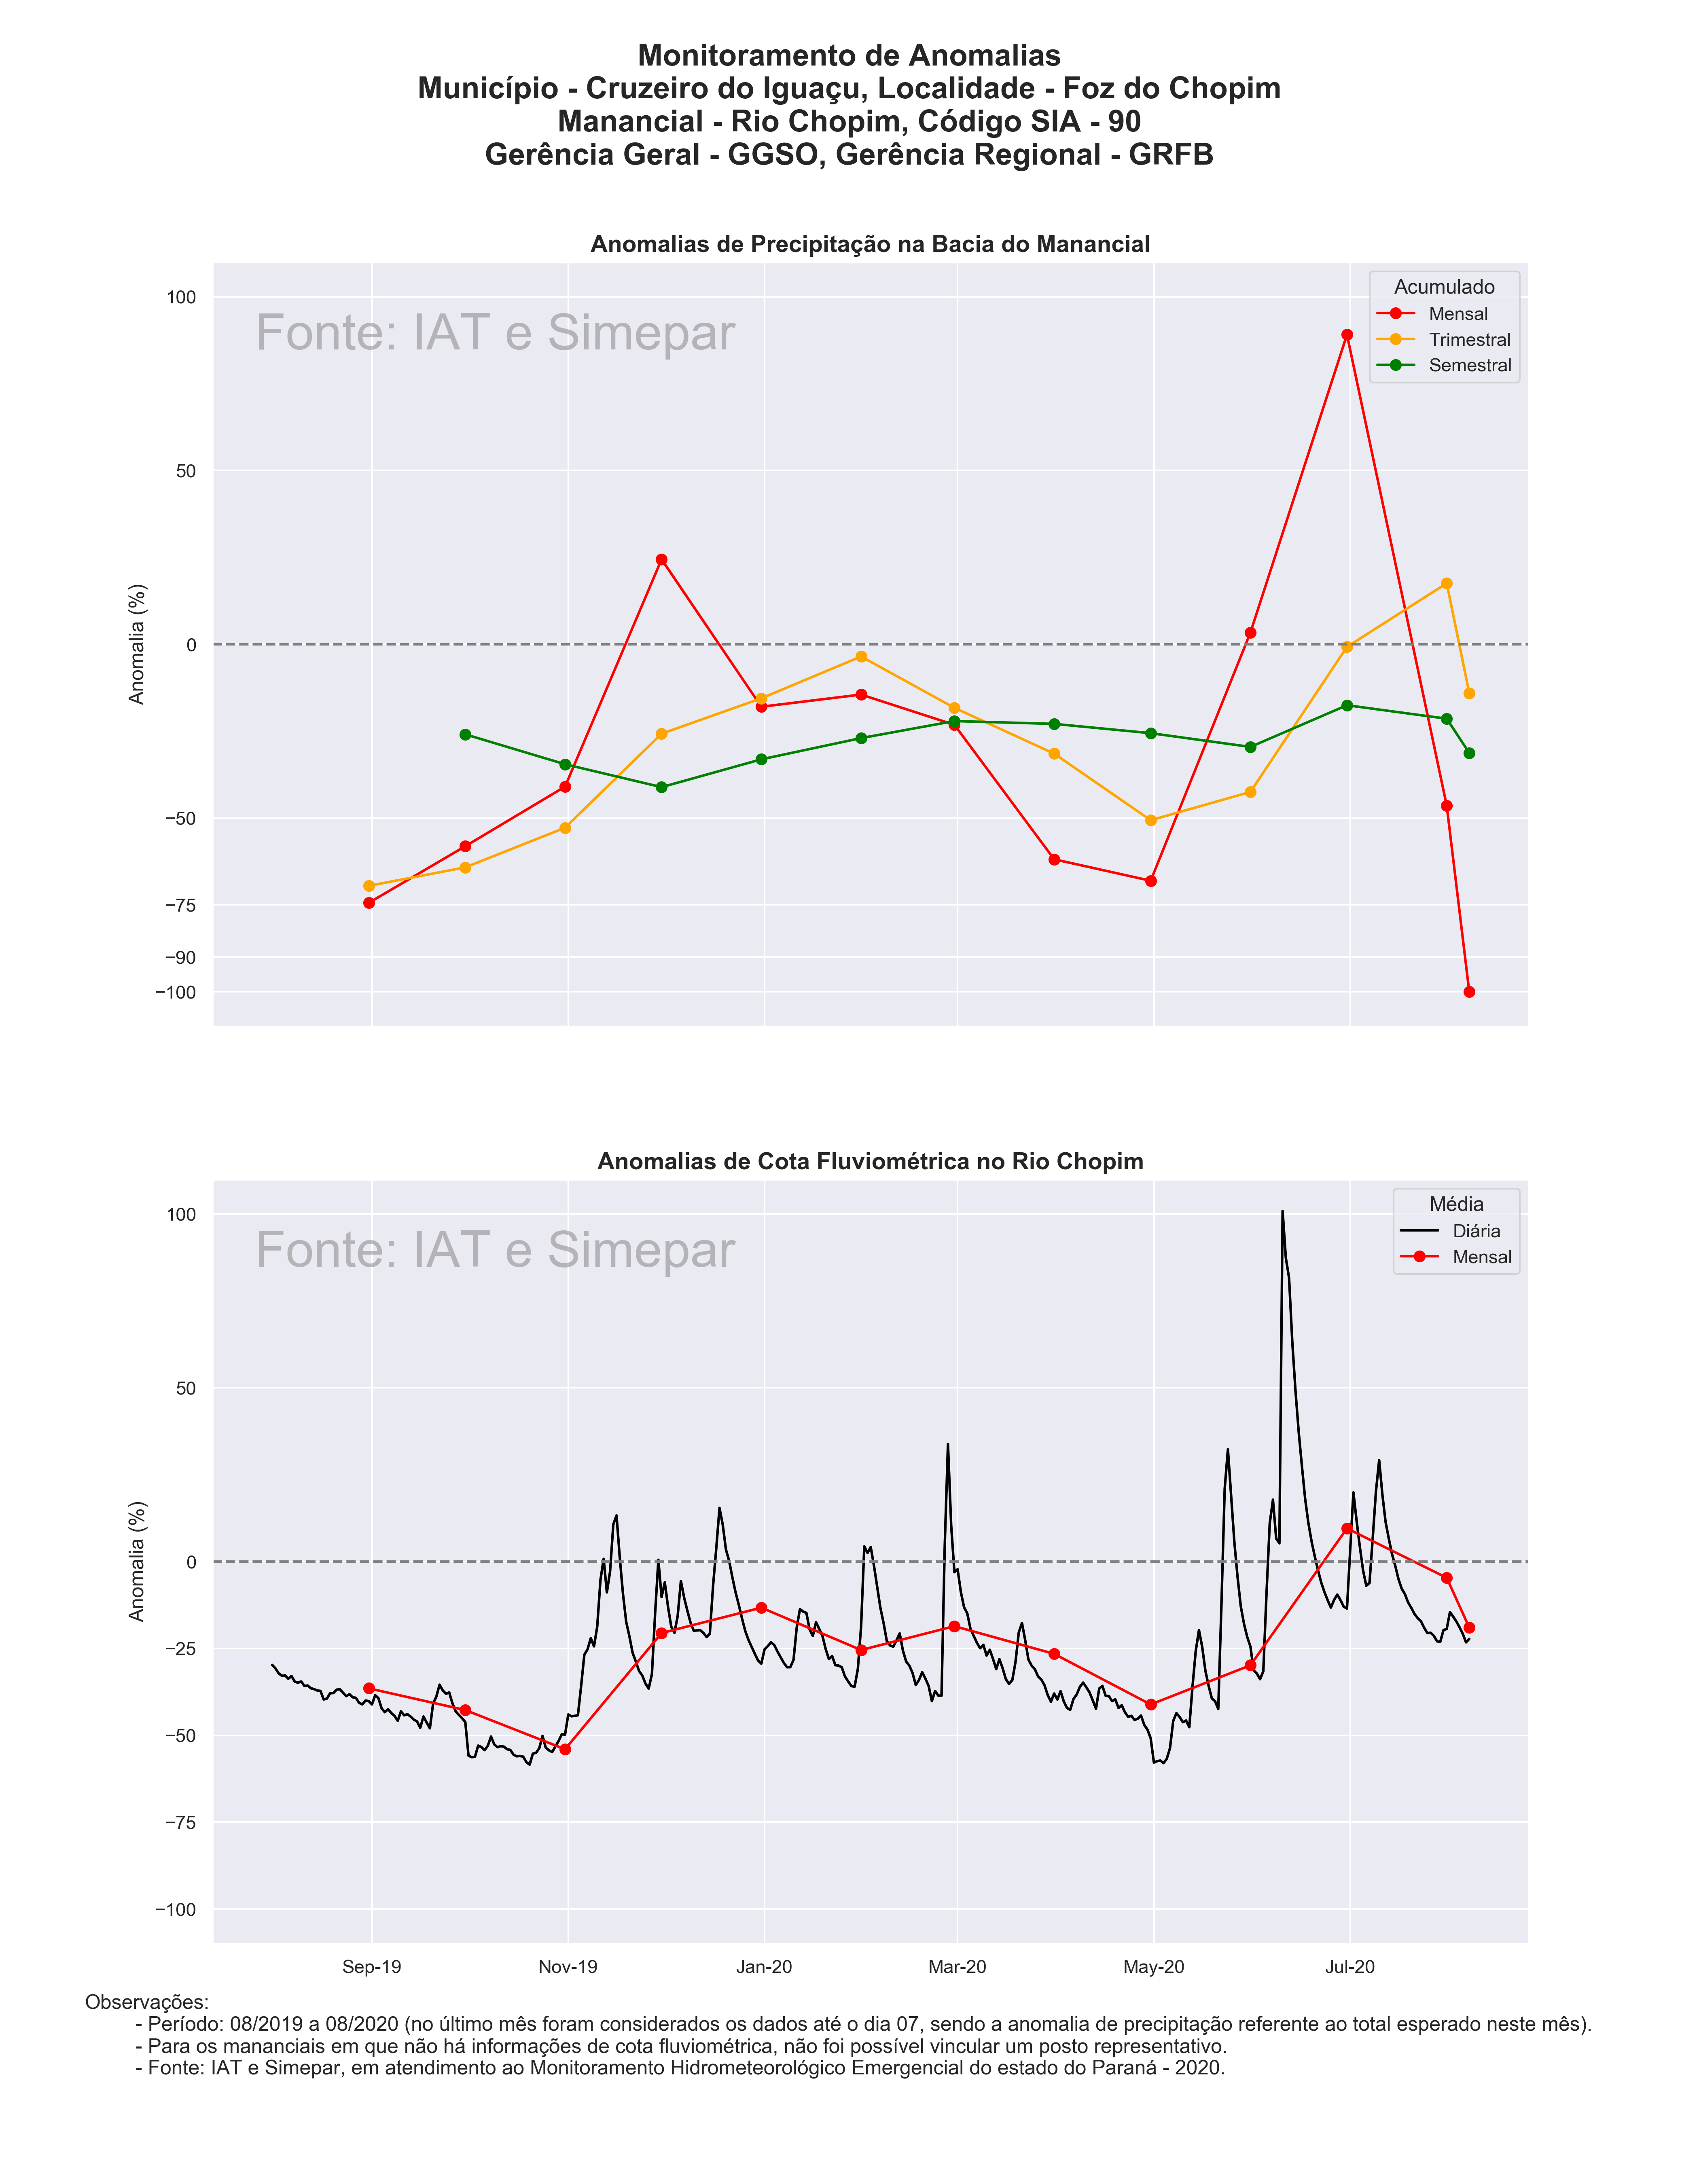 Monitoramento de Anomalias
Município - Cruzeiro do Iguaçu, Localidade - Foz do Chopim
Manancial - Rio Chopim, Código SIA - 90
Gerência Geral - GGSO, Gerência Regional - GRFB
Anomalias de Precipitação na Bacia do Manancial
Fonte: IAT e Simepar
Acumulado
Mensal
Trimestral
Semestral
Anomalia (%)
100
50
0
−50
−75
−90
−100
Anomalias de Cota Fluviométrica no Rio Chopim
Fonte: IAT e Simepar
Média
Diária
Mensal
Anomalia (%)
100
50
0
−25
−50
−75
−100
Sep-19 Nov-19 Jan-20 Mar-20 May-20 Jul-20
Observações:
- Período: 08/2019 a 08/2020 (no último mês foram considerados os dados até o dia 07, sendo a anomalia de precipitação referente ao total esperado neste mês).
- Para os mananciais em que não há informações de cota fluviométrica, não foi possível vincular um posto representativo.
- Fonte: IAT e Simepar, em atendimento ao Monitoramento Hidrometeorológico Emergencial do estado do Paraná - 2020.